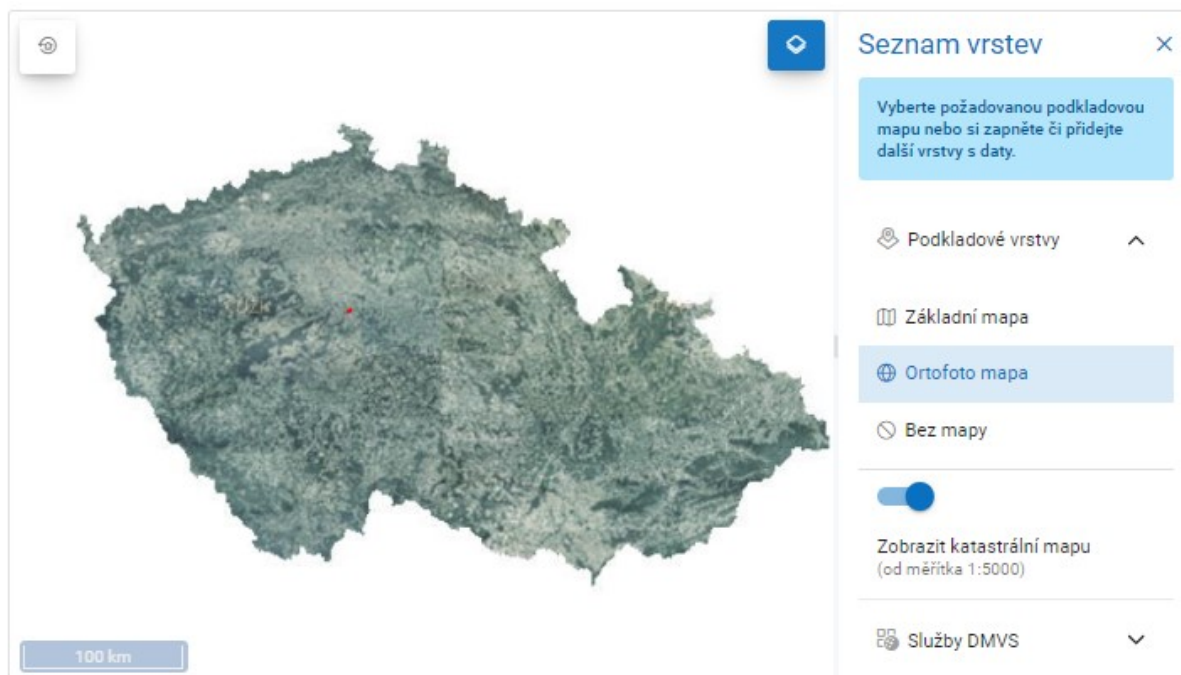 Seznam vrstev
Vyberte požadovanou podkladovou
mapu nebo si zapněte či přidejte
další vrstvy s daty.
Podkladové vrstvy
Základní mapa
Ortofoto mapa
Bez mapy
Zobrazit katastrální mapu
(od měřítka 1:5000)
Služby DMVS
100 km